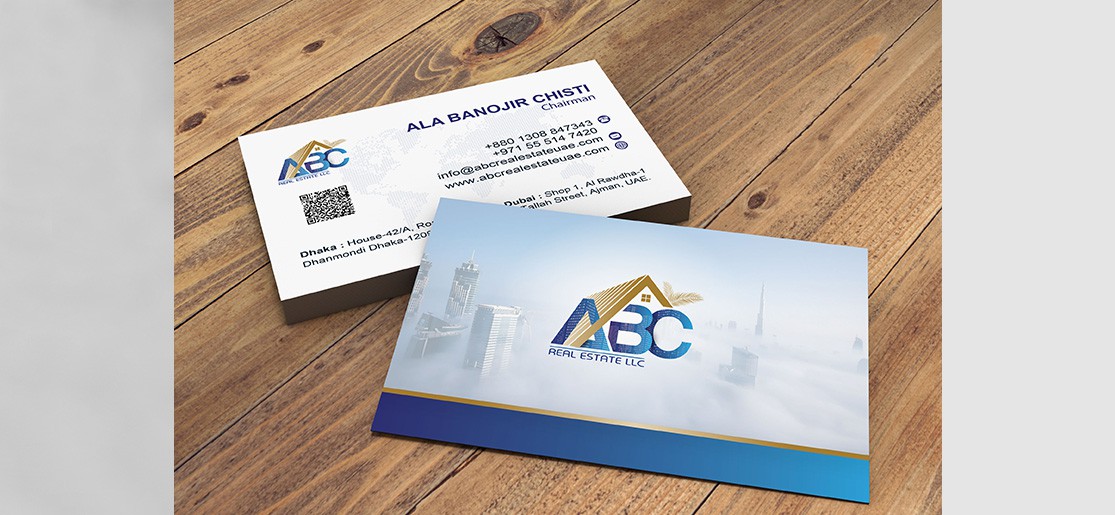 ALA BANOJIR CHISTI
Chairman
+880 1308 847343
+971 55 514 7420
info@abcrealestateuae.com
www.abcrealestateuae.com
ABC
REAL ESTATE LLC
Dubai : Shop 1, Al Rawdha-1
Tallah Street, Ajman, UAE.
Dhaka : House-42/A,
Dhanmondi
ABC
REAL ESTATE LLC